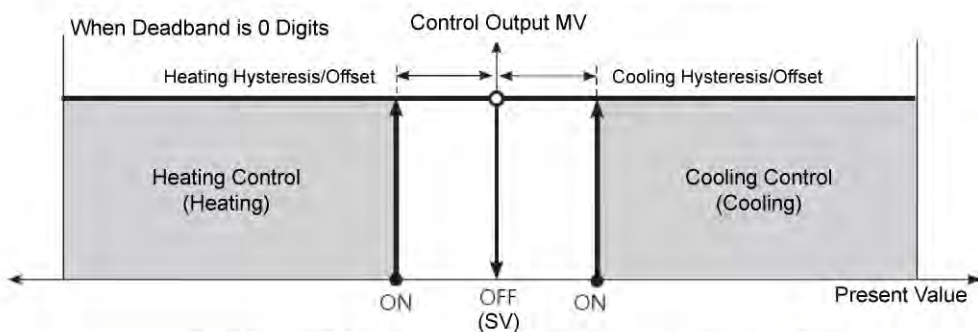 When Deadband is 0 Digits
Control Output MV
Heating Hysteresis/Offset
Cooling Hysteresis/Offset
Heating Control
(Heating)
Cooling Control
(Cooling)
ON
OFF
(SV)
ON
Present Value